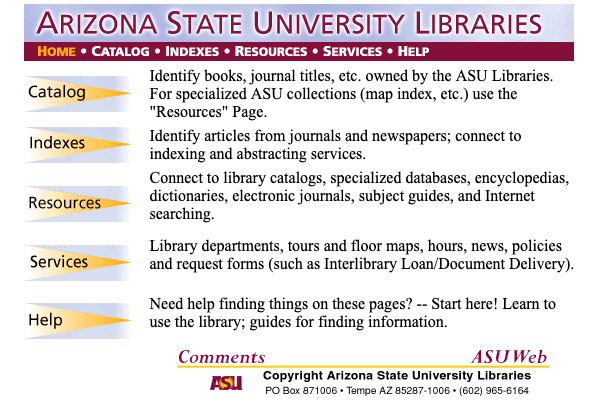 ARIZONA STATE UNIVERSITY LIBRARIES
HOME • CATALOG • INDEXES • RESOURCES • SERVICES • HELP
Catalog
Identify books, journal titles, etc. owned by the ASU Libraries.
For specialized ASU collections (map index, etc.) use the
"Resources" Page.
Indexes
Identify articles from journals and newspapers; connect to
indexing and abstracting services.
Resources
Connect to library catalogs, specialized databases, encyclopedias,
dictionaries, electronic journals, subject guides, and Internet
searching.
Services
Library departments, tours and floor maps, hours, news, policies
and request forms (such as Interlibrary Loan/Document Delivery).
Help
Need help finding things on these pages? -- Start here! Learn to
use the library; guides for finding information.
Comments ASUWeb
ASU
Copyright Arizona State University Libraries
PO Box 871006 • Tempe AZ 85287-1006 • (602) 965-6164